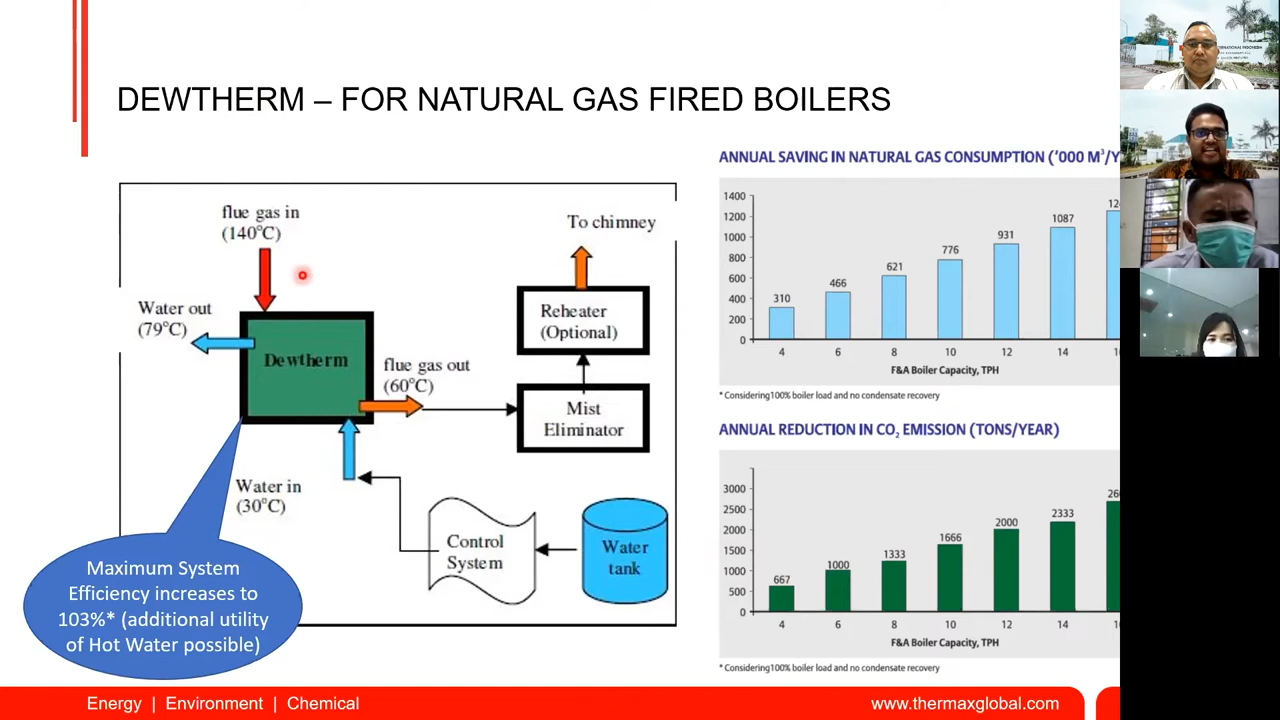 DEWTHERM – FOR NATURAL GAS FIRED BOILERS
flue gas in
(140°C)
To chimney
Water out
(79°C)
Reheater
(Optional)
Dewtherm
flue gas out
(60°C)
Mist
Eliminator
Water in
(30°C)
Control
System
Water
tank
Maximum System
Efficiency increases to
103%* (additional utility
of Hot Water possible)
ANNUAL SAVING IN NATURAL GAS CONSUMPTION ('000 M³/Y
1400
1200
1000
800
600
400
200
0
310
466
621
776
931
1087
4
6
8
10
12
14
F&A Boiler Capacity, TPH
* Considering100% boiler load and no condensate recovery
ANNUAL REDUCTION IN CO₂ EMISSION (TONS/YEAR)
3000
2500
2000
1500
1000
500
0
667
1000
1333
1666
2000
2333
4
6
8
10
12
14
F&A Boiler Capacity, TPH
* Considering100% boiler load and no condensate recovery
Energy | Environment | Chemical
www.thermaxglobal.com